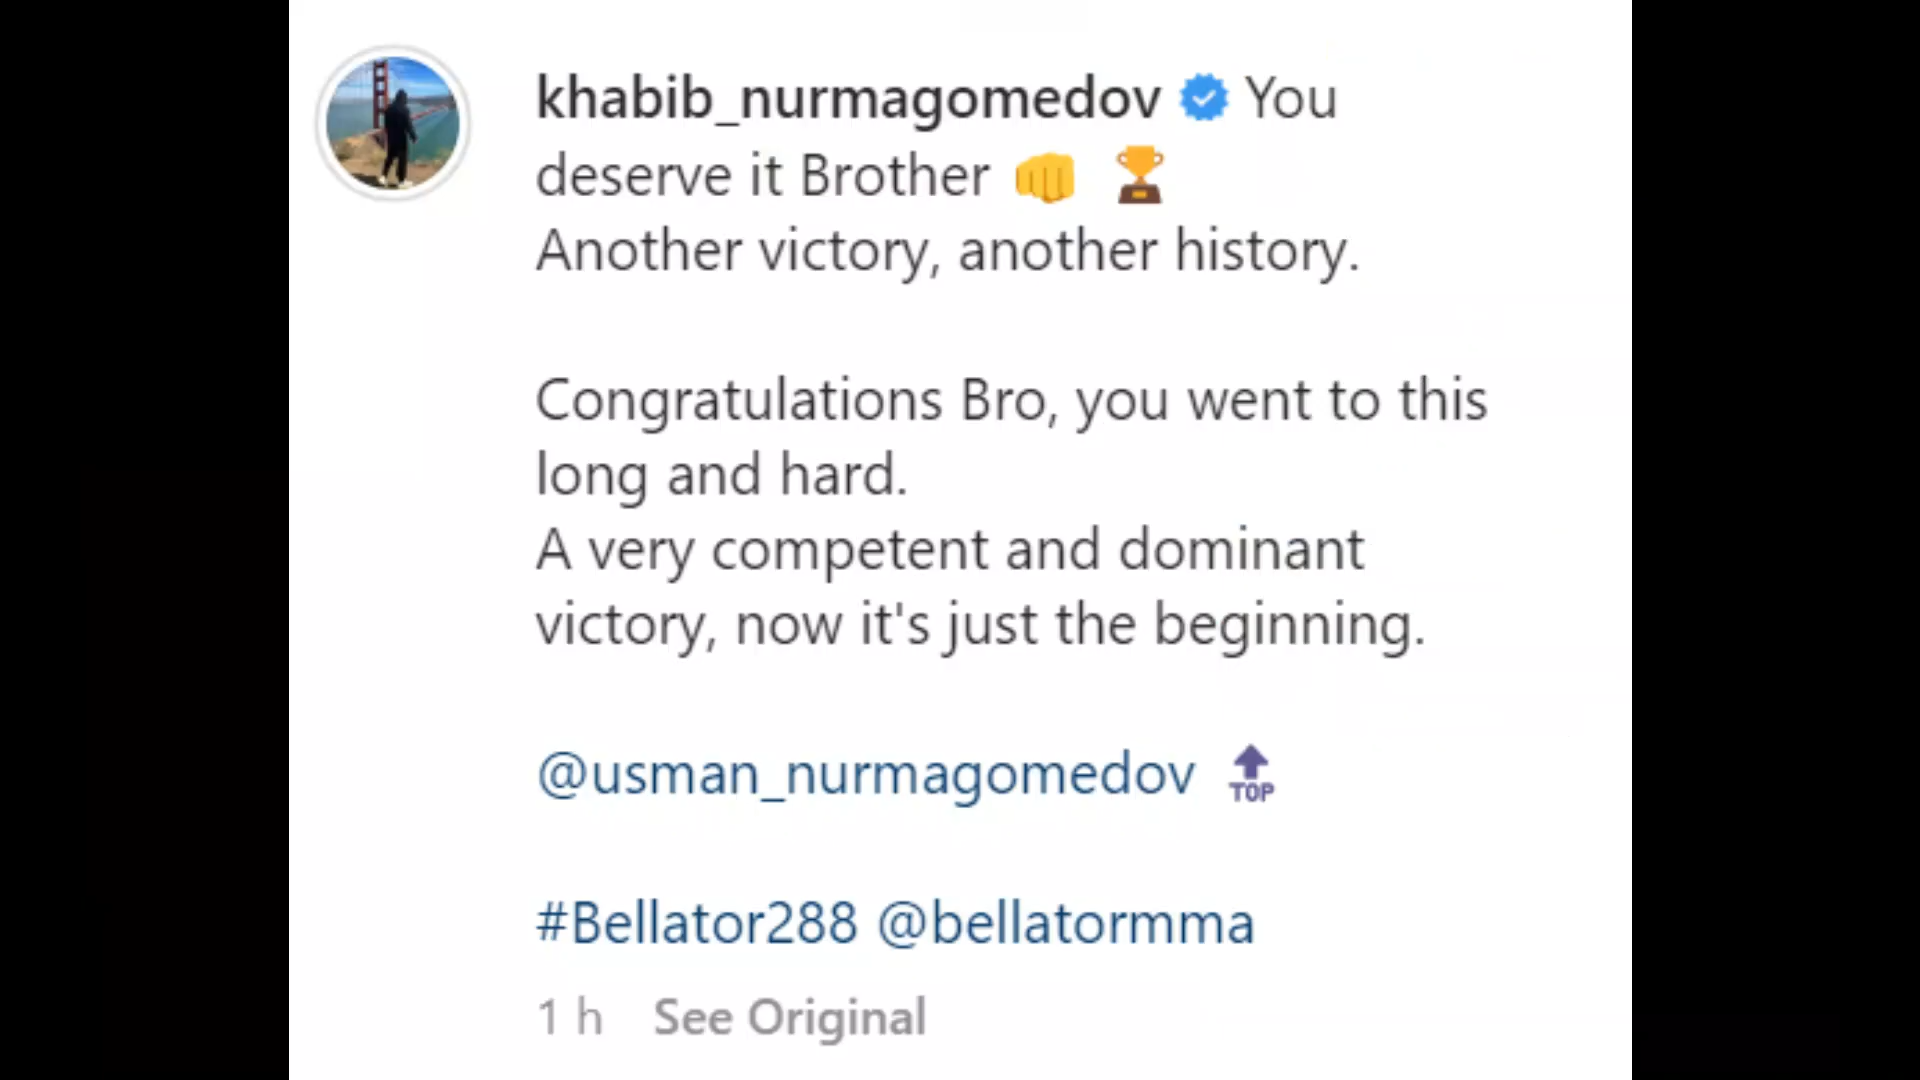 khabib_nurmagomedov You
deserve it Brother 👊 🏆
Another victory, another history.
Congratulations Bro, you went to this
long and hard.
A very competent and dominant
victory, now it's just the beginning.
@usman_nurmagomedov 🔝
#Bellator288 @bellatormma
1 h See Original